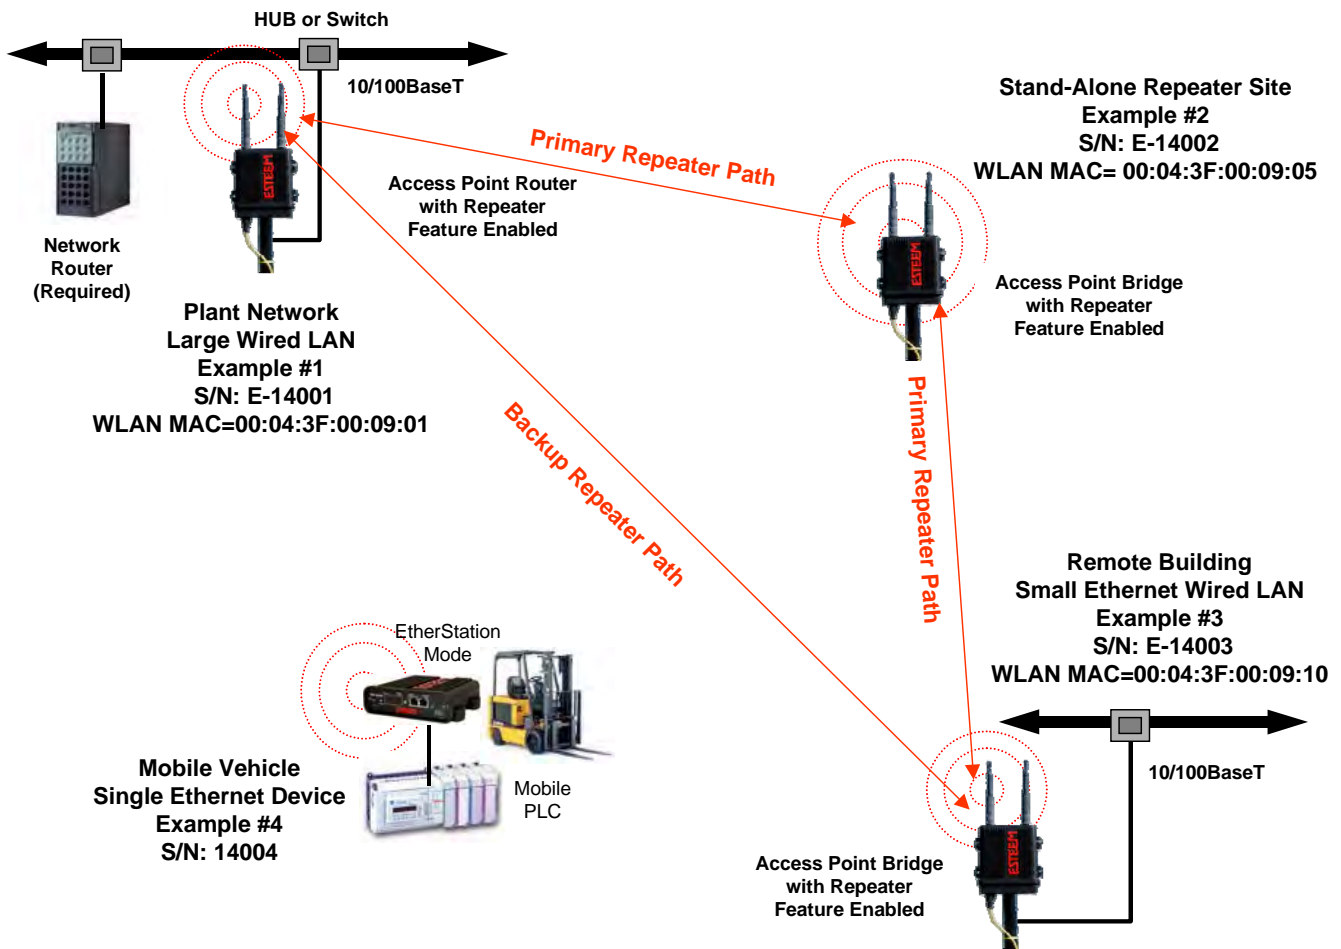 HUB or Switch
10/100BaseT
Network
Router
(Required)
ESTEEM
Access Point Router
with Repeater
Feature Enabled
Plant Network
Large Wired LAN
Example #1
S/N: E-14001
WLAN MAC=00:04:3F:00:09:01
Primary Repeater Path
Stand-Alone Repeater Site
Example #2
S/N: E-14002
WLAN MAC= 00:04:3F:00:09:05
ESTEEM
Access Point Bridge
with Repeater
Feature Enabled
Backup Repeater Path
Primary Repeater Path
Remote Building
Small Ethernet Wired LAN
Example #3
S/N: E-14003
WLAN MAC=00:04:3F:00:09:10
10/100BaseT
EtherStation
Mode
Mobile Vehicle
Single Ethernet Device
Example #4
S/N: 14004
Mobile
PLC
Access Point Bridge
with Repeater
Feature Enabled
ESTEEM